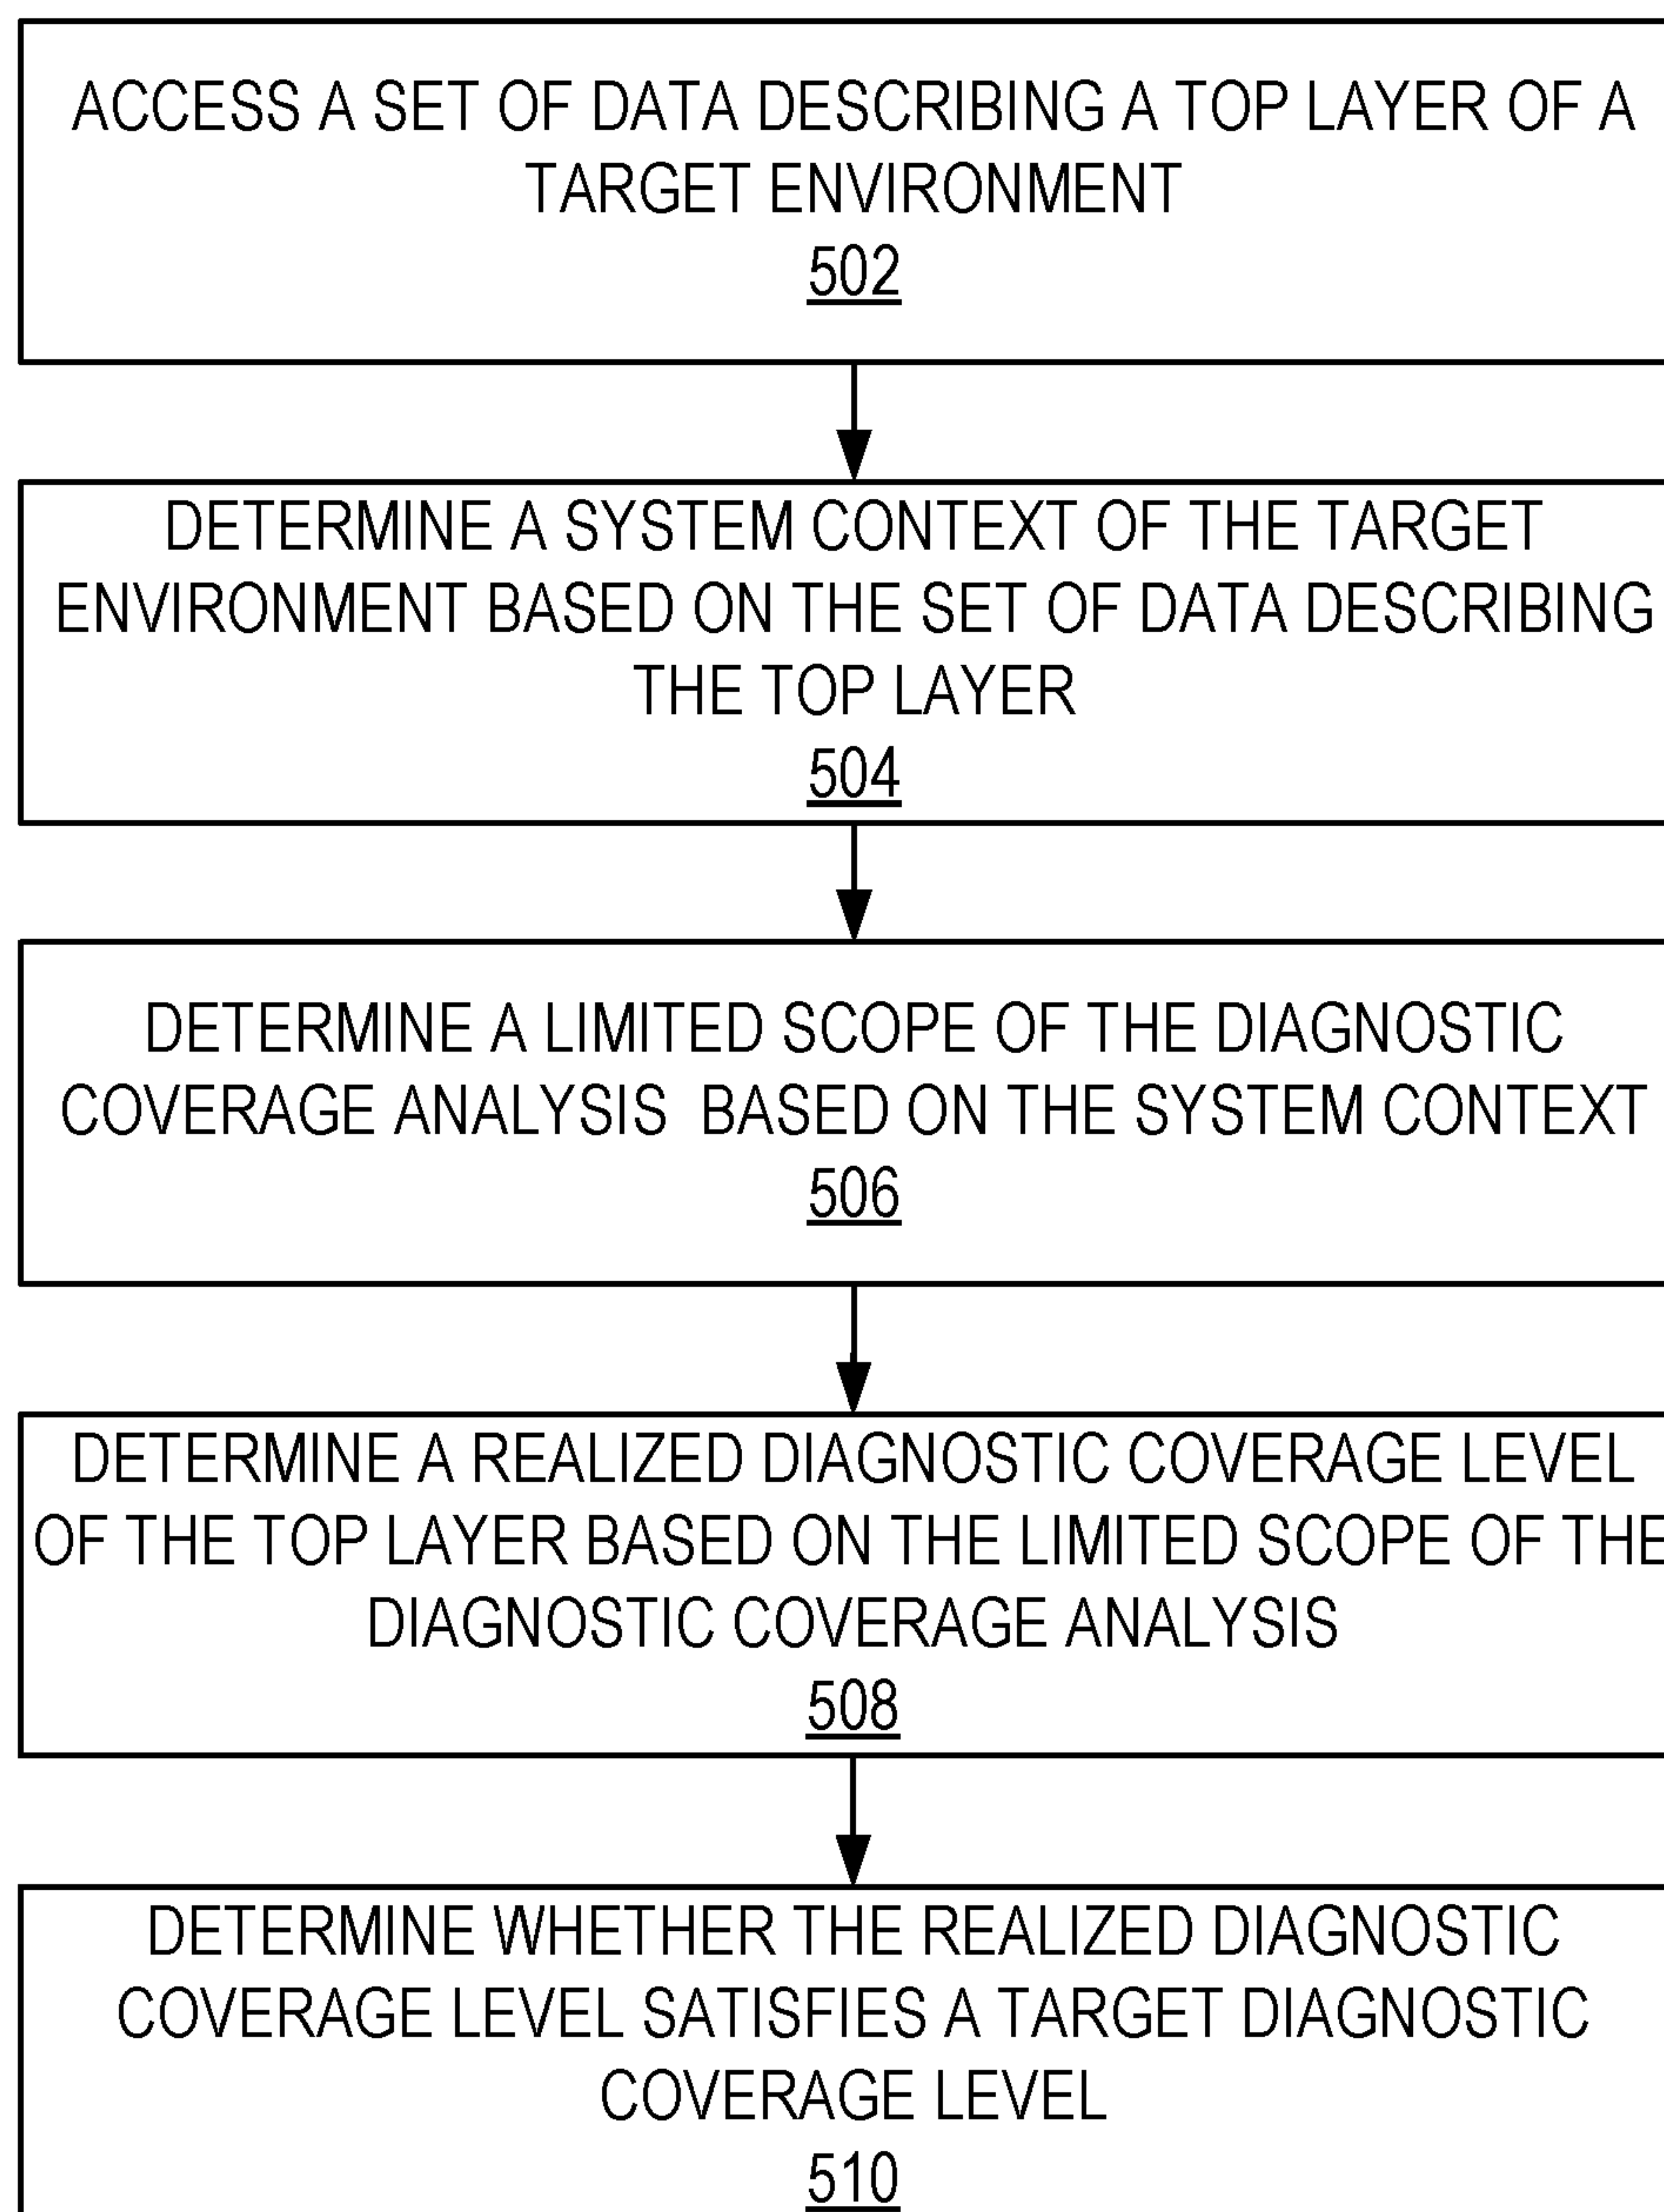 ACCESS A SET OF DATA DESCRIBING A TOP LAYER OF A
TARGET ENVIRONMENT
502
DETERMINE A SYSTEM CONTEXT OF THE TARGET
ENVIRONMENT BASED ON THE SET OF DATA DESCRIBING
THE TOP LAYER
504
DETERMINE A LIMITED SCOPE OF THE DIAGNOSTIC
COVERAGE ANALYSIS BASED ON THE SYSTEM CONTEXT
506
DETERMINE A REALIZED DIAGNOSTIC COVERAGE LEVEL
OF THE TOP LAYER BASED ON THE LIMITED SCOPE OF THE
DIAGNOSTIC COVERAGE ANALYSIS
508
DETERMINE WHETHER THE REALIZED DIAGNOSTIC
COVERAGE LEVEL SATISFIES A TARGET DIAGNOSTIC
COVERAGE LEVEL
510